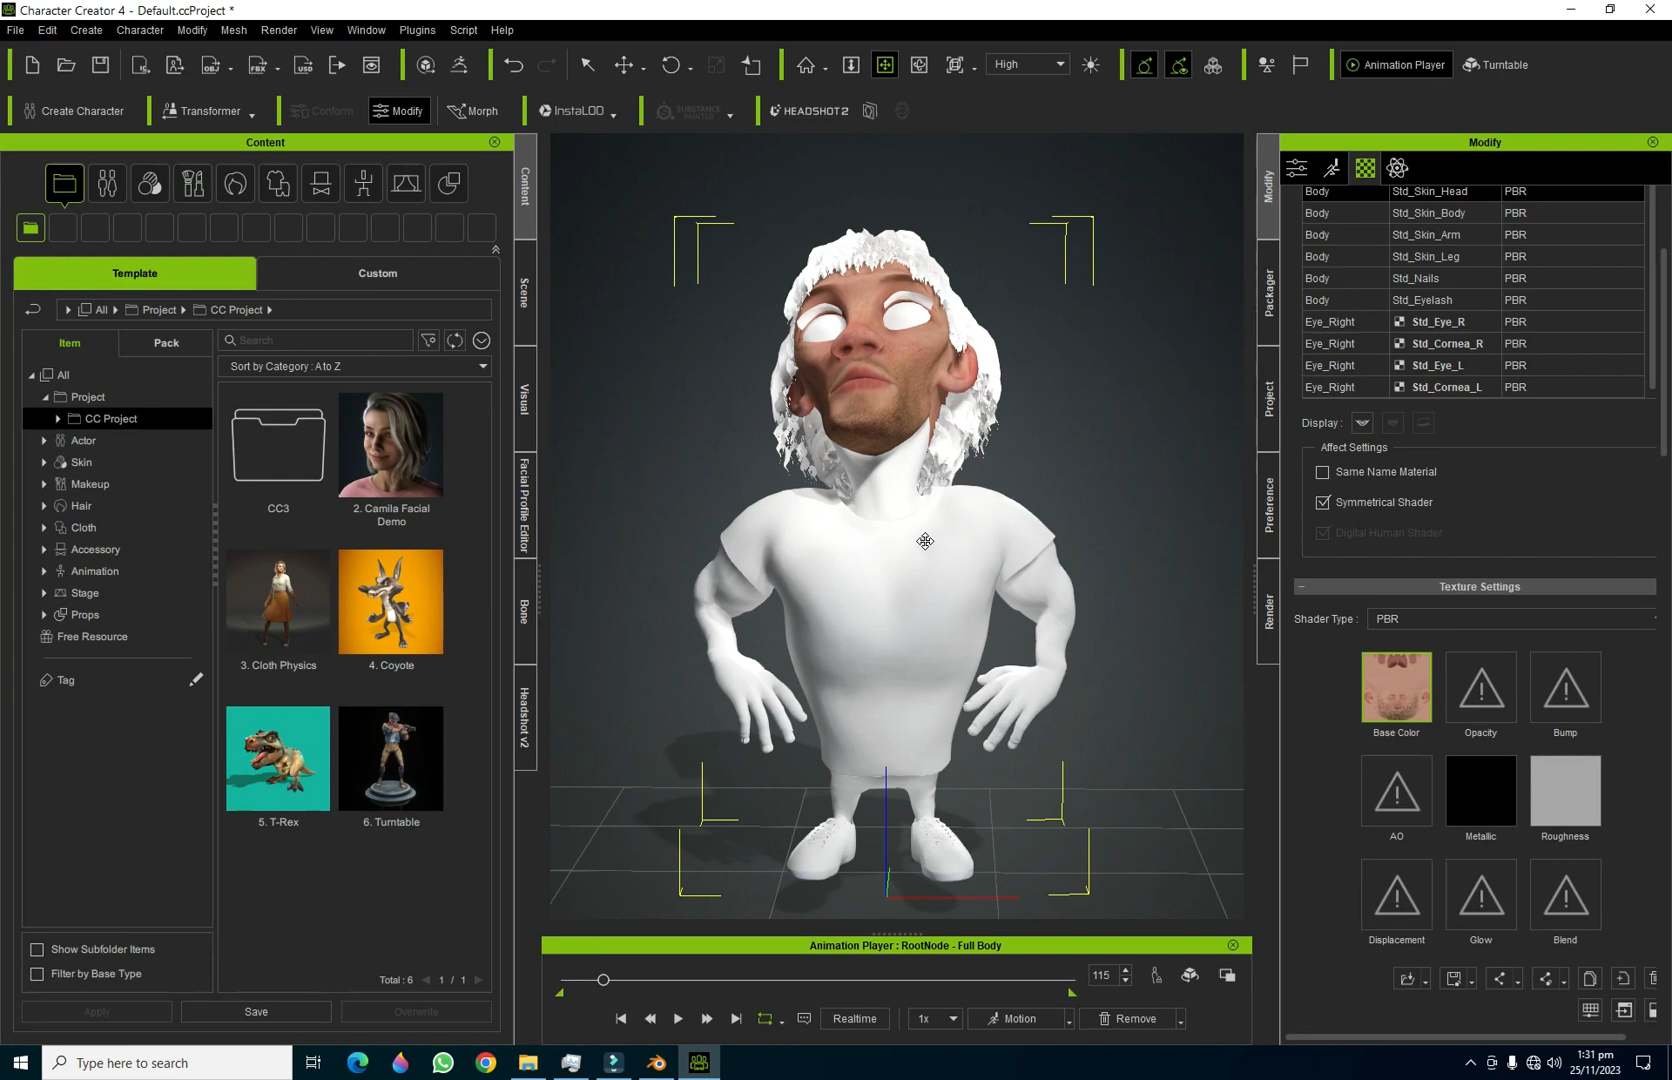 Character Creator 4 - Default.ccProject *
File Edit Create Character Modify Mesh Render View Window Plugins Script Help
High Animation Player Turntable
Create Character Transformer Conform Modify Morph InstaLOD SUBSTANCE PAINTER HEADSHOT 2
Content
Template Custom
All Project CC Project
Item Pack
Search
Sort by Category : A to Z
All
Project
CC Project
Actor
Skin
Makeup
Hair
Cloth
Accessory
Animation
Stage
Props
Free Resource
Tag
CC3
2. Camila Facial Demo
3. Cloth Physics
4. Coyote
5. T-Rex
6. Turntable
Show Subfolder Items
Filter by Base Type
Total : 6 1 / 1
Apply Save Overwrite
Content
Scene
Visual
Facial Profile Editor
Bone
Headshot v2
Animation Player : RootNode - Full Body
115
Realtime 1x Motion Remove
Modify
Packager
Project
Preference
Render
Modify
Body Std_Skin_Head PBR
Body Std_Skin_Body PBR
Body Std_Skin_Arm PBR
Body Std_Skin_Leg PBR
Body Std_Nails PBR
Body Std_Eyelash PBR
Eye_Right Std_Eye_R PBR
Eye_Right Std_Cornea_R PBR
Eye_Right Std_Eye_L PBR
Eye_Right Std_Cornea_L PBR
Display :
Affect Settings
Same Name Material
Symmetrical Shader
Digital Human Shader
Texture Settings
Shader Type : PBR
Base Color Opacity Bump
AO Metallic Roughness
Displacement Glow Blend
Type here to search
1:31 pm
25/11/2023